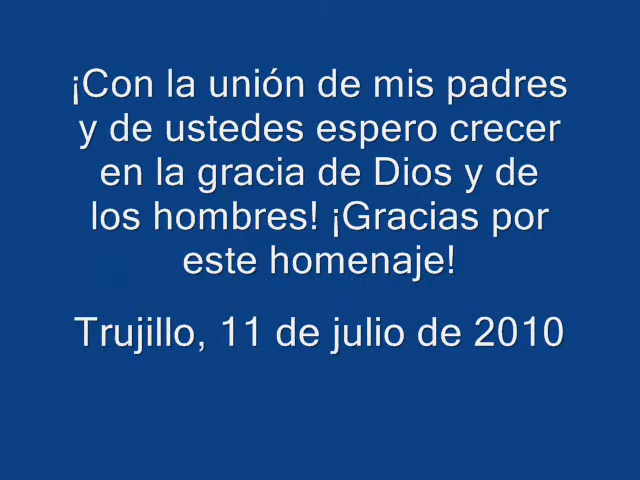 ¡Con la unión de mis padres
y de ustedes espero crecer
en la gracia de Dios y de
los hombres! ¡Gracias por
este homenaje!
Trujillo, 11 de julio de 2010